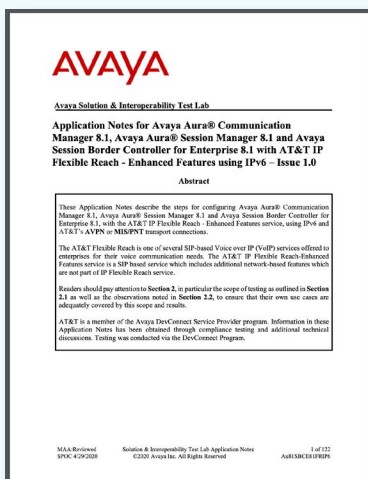 AVAYA
Avaya Solution & Interoperability Test Lab
Application Notes for Avaya Aura® Communication
Manager 8.1, Avaya Aura® Session Manager 8.1 and Avaya
Session Border Controller for Enterprise 8.1 with AT&T IP
Flexible Reach - Enhanced Features using IPv6 – Issue 1.0
Abstract
These Application Notes describe the steps for configuring Avaya Aura® Communication
Manager 8.1, Avaya Aura® Session Manager 8.1 and Avaya Session Border Controller for
Enterprise 8.1, with the AT&T IP Flexible Reach - Enhanced Features service, using IPv6 and
AT&T's AVPN or MIS/PNT transport connections.
The AT&T Flexible Reach is one of several SIP-based Voice over IP (VoIP) services offered to
enterprises for their voice communication needs. The AT&T IP Flexible Reach-Enhanced
Features service is a SIP based service which includes additional network-based features which
are not part of IP Flexible Reach service.
Readers should pay attention to Section 2, in particular the scope of testing as outlined in Section
2.1 as well as the observations noted in Section 2.2, to ensure that their own use cases are
adequately covered by this scope and results.
AT&T is a member of the Avaya DevConnect Service Provider program. Information in these
Application Notes has been obtained through compliance testing and additional technical
discussions. Testing was conducted via the DevConnect Program.
MAA:Reviewed Solution & Interoperability Test Lab Application Notes 1 of 122
SPOC 4/29/2020 ©2020 Avaya Inc. All Rights Reserved Au81SBCE81IFRIP6